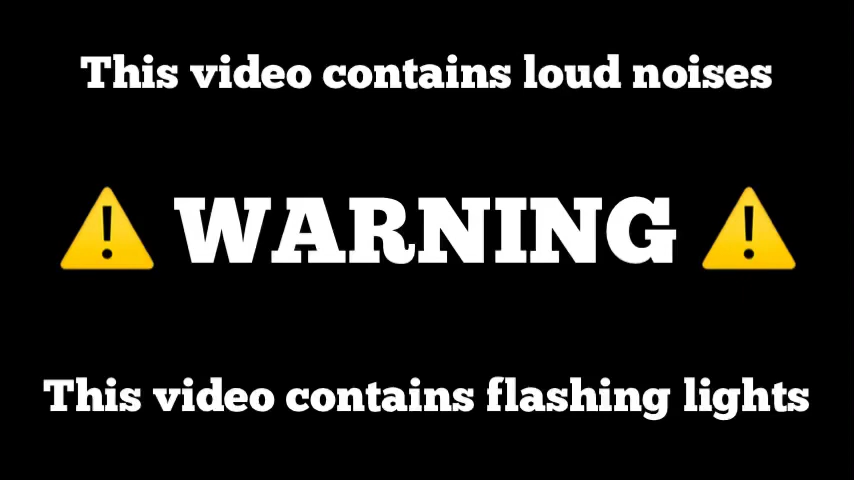 This video contains loud noises
⚠️ WARNING ⚠️
This video contains flashing lights